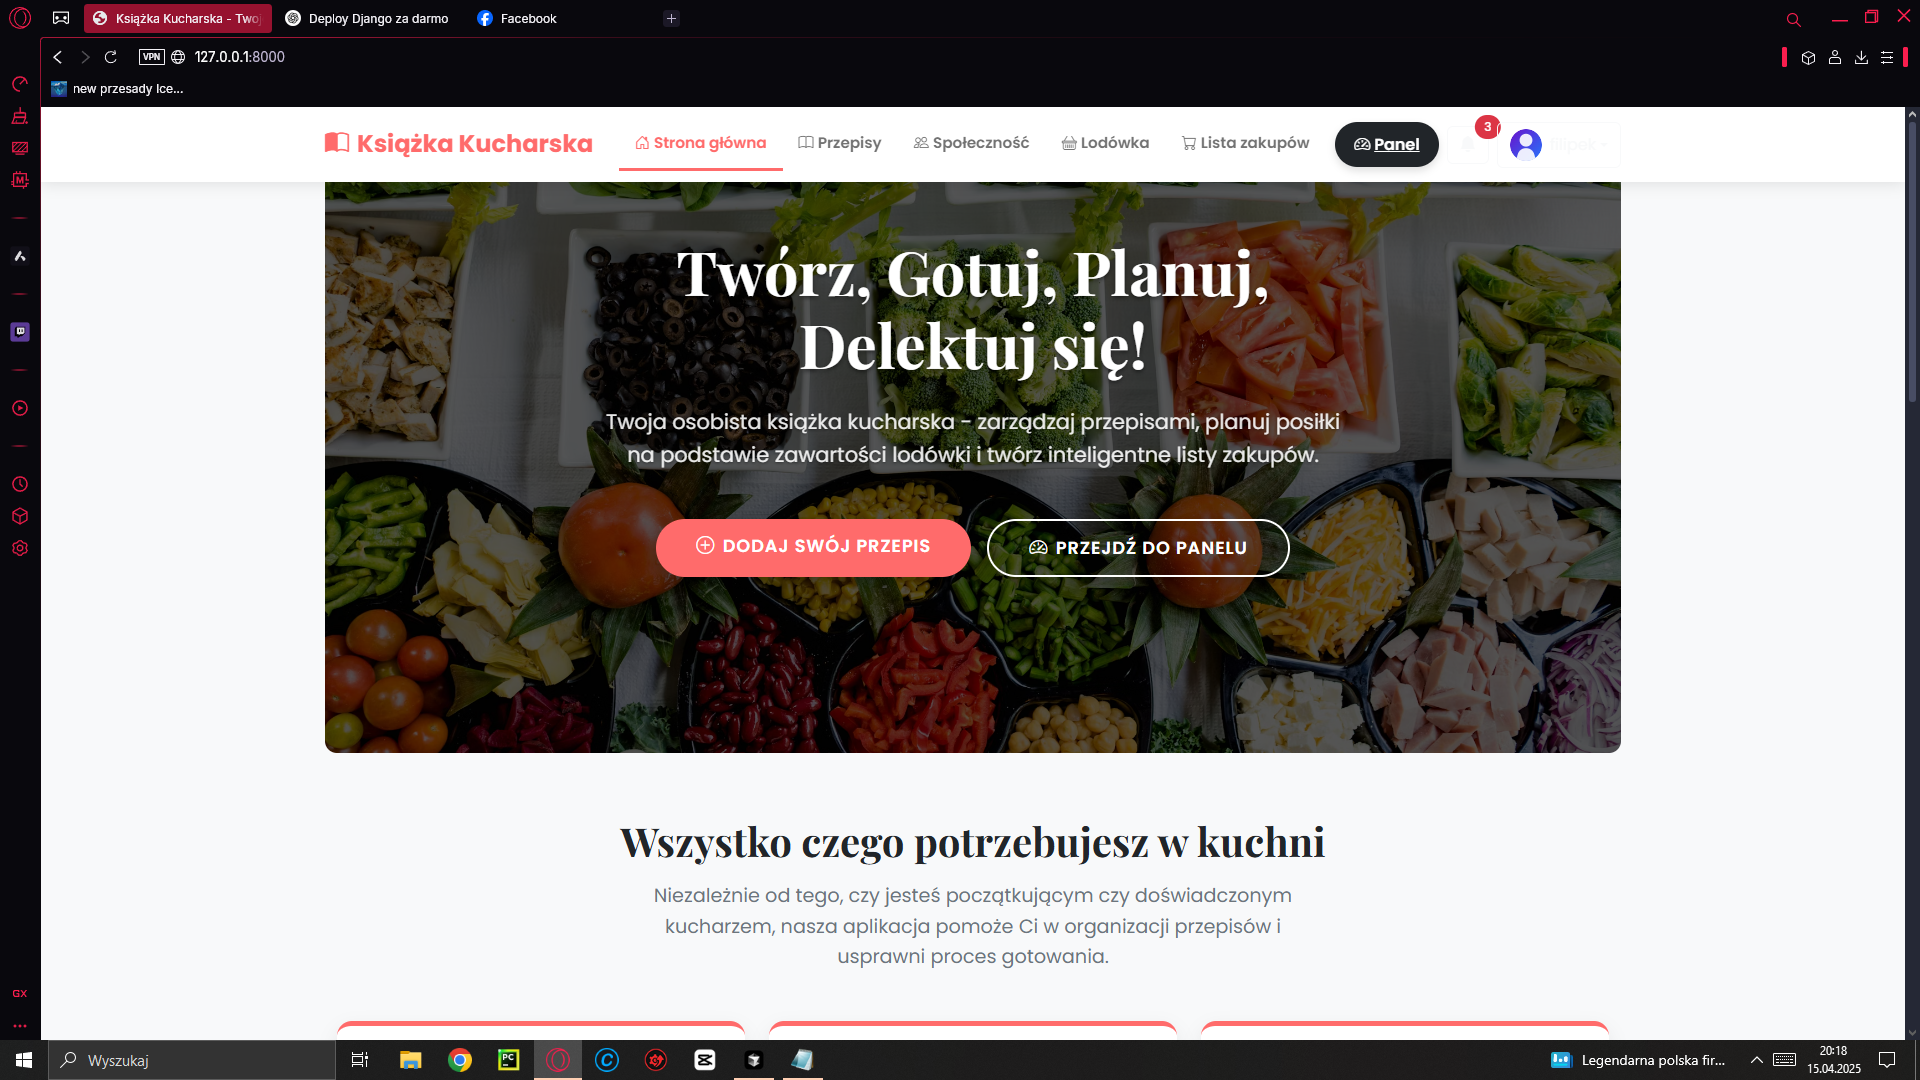 Książka Kucharska - Twoj
Deploy Django za darmo
Facebook
VPN
127.0.0.1:8000
new przesady Ice...
Książka Kucharska
Strona główna
Przepisy
Społeczność
Lodówka
Lista zakupów
Panel
3
Twórz, Gotuj, Planuj,
Delektuj się!
Twoja osobista książka kucharska - zarządzaj przepisami, planuj posiłki
na podstawie zawartości lodówki i twórz inteligentne listy zakupów.
DODAJ SWÓJ PRZEPIS
PRZEJDŹ DO PANELU
Wszystko czego potrzebujesz w kuchni
Niezależnie od tego, czy jesteś początkującym czy doświadczonym
kucharzem, nasza aplikacja pomoże Ci w organizacji przepisów i
usprawni proces gotowania.
GX
Wyszukaj
PC
Legendarna polska fir...
20:18
15.04.2025